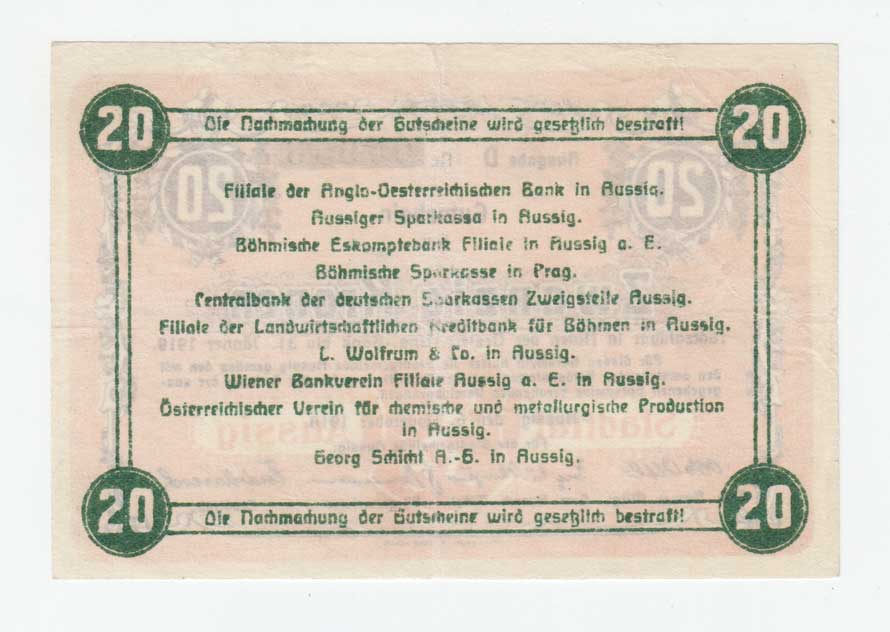 20 20
Die Nachmachung der Gutscheine wird gesetzlich bestraft!
Filiale der Anglo-Oesterreichischen Bank in Aussig.
Aussiger Sparkassa in Aussig.
Böhmische Eskomptebank Filiale in Aussig a. E.
Böhmische Sparkasse in Prag.
Centralbank der deutschen Sparkassen Zweigstelle Aussig.
Filiale der Landwirtschaftlichen Kreditbank für Böhmen in Aussig.
L. Wolfrum & Co. in Aussig.
Wiener Bankverein Filiale Aussig a. E. in Aussig.
Österreichischer Verein für chemische und metallurgische Production
in Aussig.
Georg Schicht A.-G. in Aussig.
20 20
Die Nachmachung der Gutscheine wird gesetzlich bestraft!